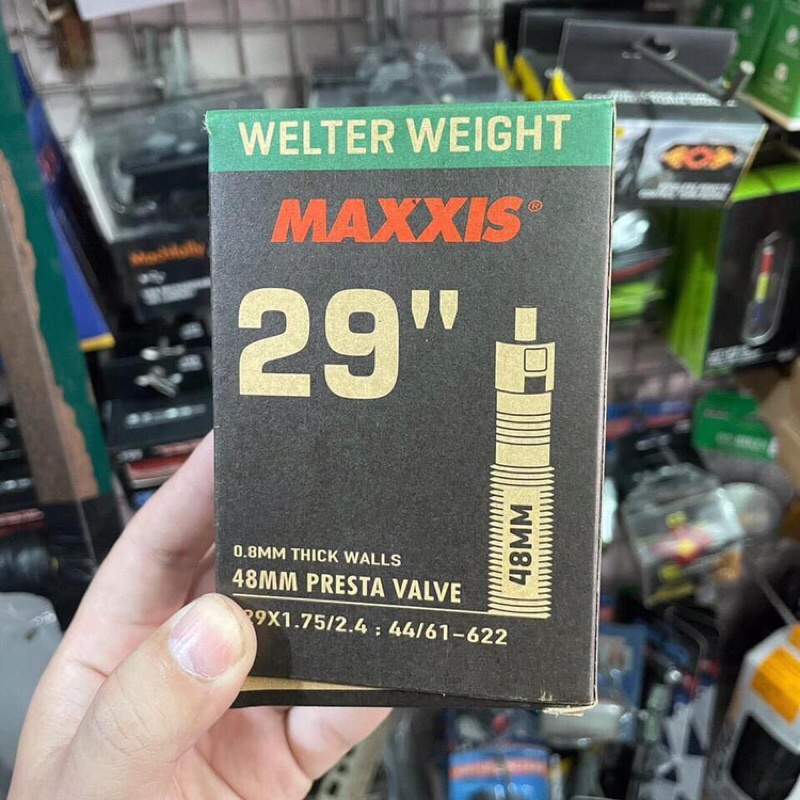 WELTER WEIGHT
MAXXIS®
29"
48MM
0.8MM THICK WALLS
48MM PRESTA VALVE
29X1.75/2.4 ; 44/61-622